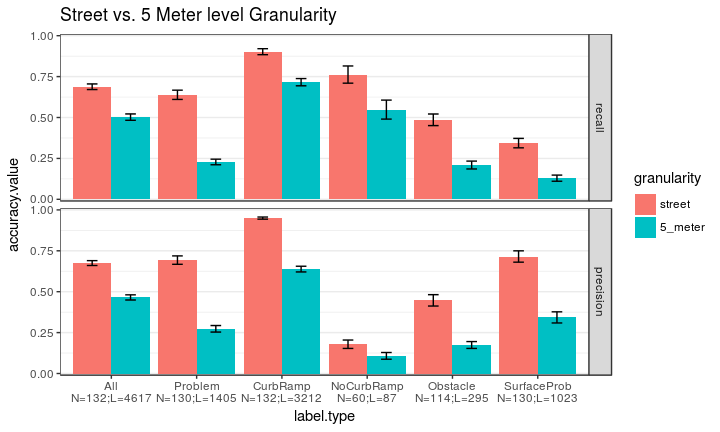 Street vs. 5 Meter level Granularity
accuracy.value
1.00
0.75
0.50
0.25
0.00
recall
1.00
0.75
0.50
0.25
0.00
precision
All
N=132;L=4617
Problem
N=130;L=1405
CurbRamp
N=132;L=3212
NoCurbRamp
N=60;L=87
Obstacle
N=114;L=295
SurfaceProb
N=130;L=1023
label.type
granularity
street
5_meter